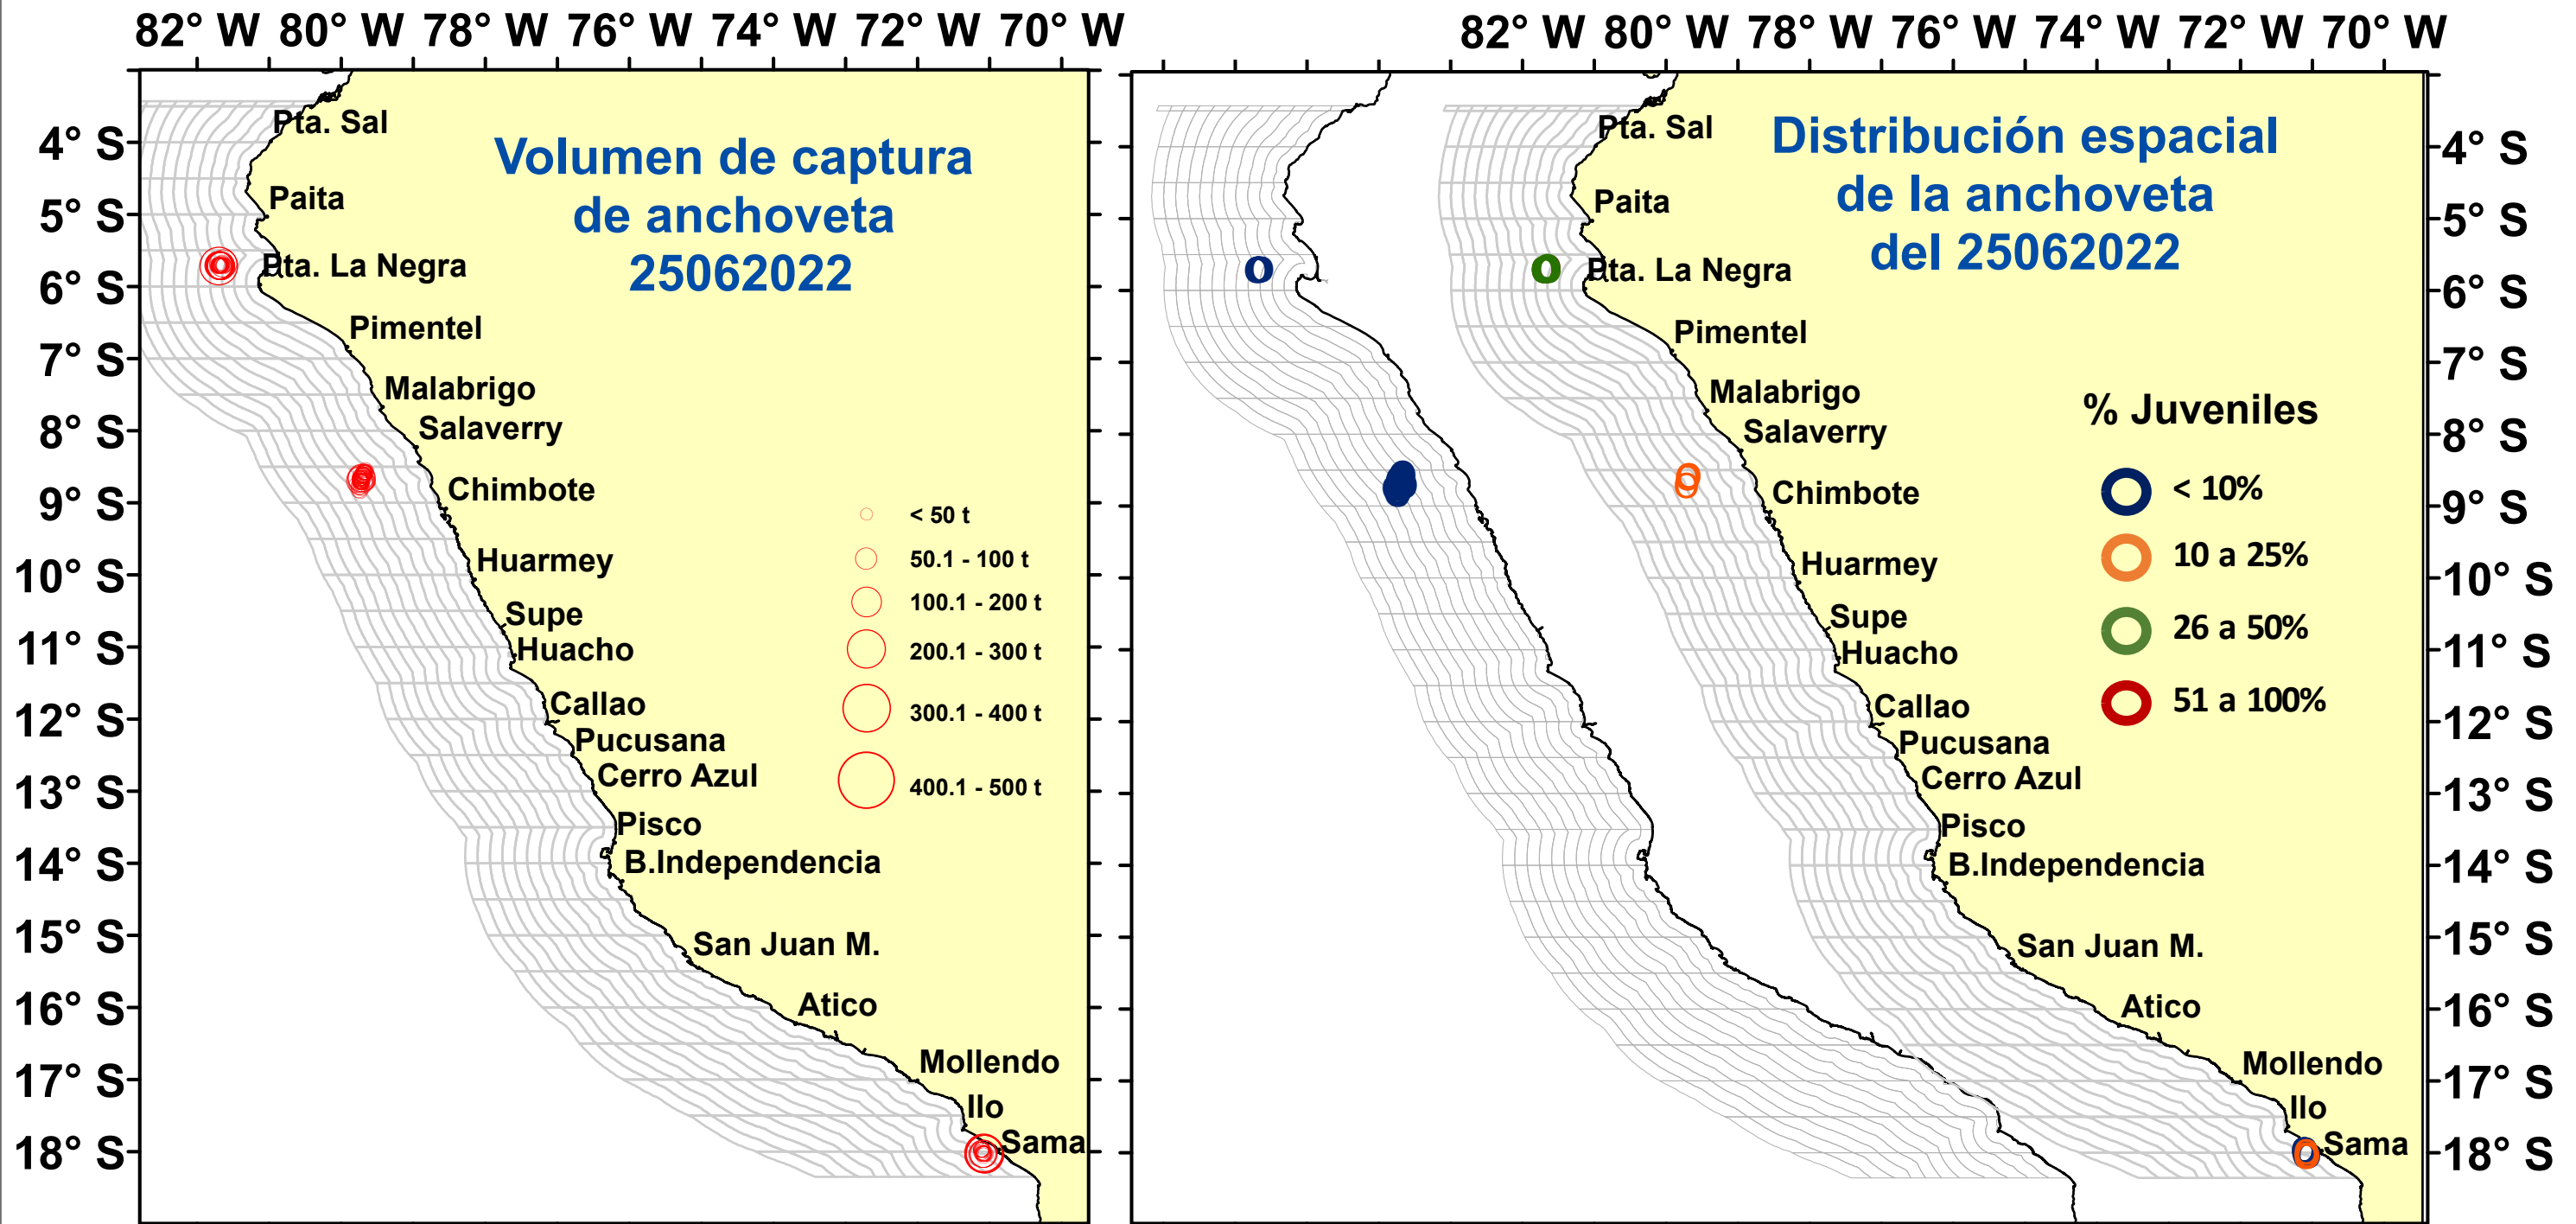 82° W 80° W 78° W 76° W 74° W 72° W 70° W
Volumen de captura
de anchoveta
25062022
4° S
5° S
6° S
7° S
8° S
9° S
10° S
11° S
12° S
13° S
14° S
15° S
16° S
17° S
18° S
Pta. Sal
Paita
Pta. La Negra
Pimentel
Malabrigo
Salaverry
Chimbote
Huarmey
Supe
Huacho
Callao
Pucusana
Cerro Azul
Pisco
B.Independencia
San Juan M.
Atico
Mollendo
Ilo
Sama
< 50 t
50.1 - 100 t
100.1 - 200 t
200.1 - 300 t
300.1 - 400 t
400.1 - 500 t
82° W 80° W 78° W 76° W 74° W 72° W 70° W
Distribución espacial
de la anchoveta
del 25062022
Pta. Sal
Paita
Pta. La Negra
Pimentel
Malabrigo
Salaverry
Chimbote
Huarmey
Supe
Huacho
Callao
Pucusana
Cerro Azul
Pisco
B.Independencia
San Juan M.
Atico
Mollendo
Ilo
Sama
% Juveniles
< 10%
10 a 25%
26 a 50%
51 a 100%
4° S
5° S
6° S
7° S
8° S
9° S
10° S
11° S
12° S
13° S
14° S
15° S
16° S
17° S
18° S